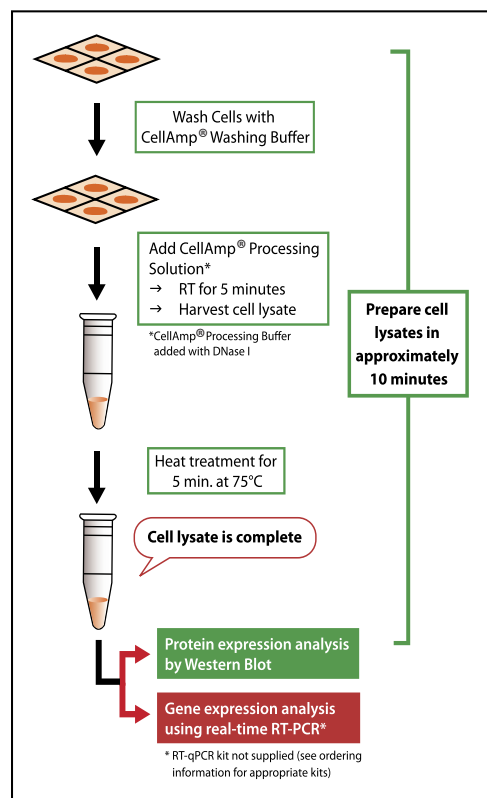 Wash Cells with
CellAmp® Washing Buffer
Add CellAmp® Processing
Solution*
→ RT for 5 minutes
→ Harvest cell lysate
*CellAmp® Processing Buffer
added with DNase I
Prepare cell
lysates in
approximately
10 minutes
Heat treatment for
5 min. at 75°C
Cell lysate is complete
Protein expression analysis
by Western Blot
Gene expression analysis
using real-time RT-PCR*
* RT-qPCR kit not supplied (see ordering
information for appropriate kits)